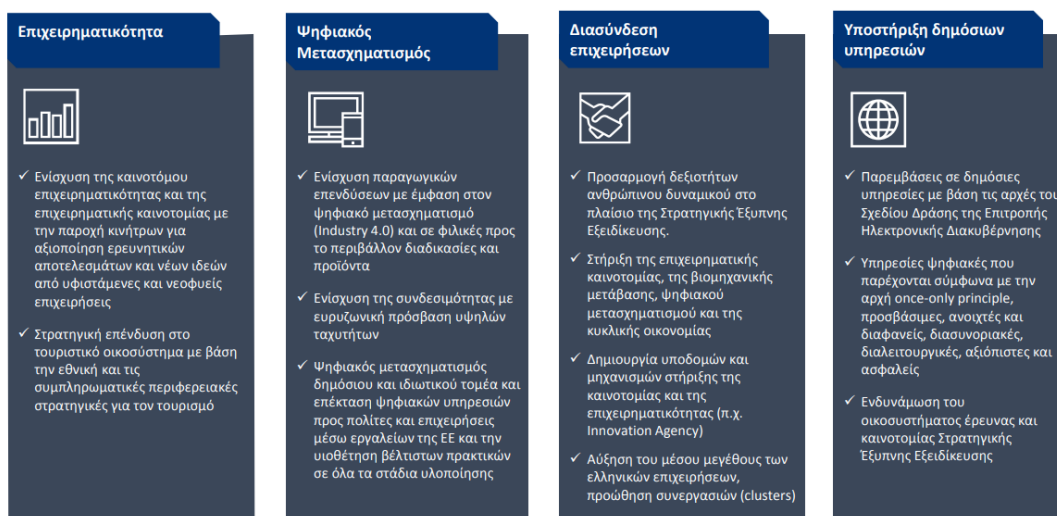 Επιχειρηματικότητα
✓ Ενίσχυση της καινοτόμου
επιχειρηματικότητας και της
επιχειρηματικής καινοτομίας με
την παροχή κινήτρων για
αξιοποίηση ερευνητικών
αποτελεσμάτων και νέων ιδεών
από υφιστάμενες και νεοφυείς
επιχειρήσεις
✓ Στρατηγική επένδυση στο
τουριστικό οικοσύστημα με βάση
την εθνική και τις
συμπληρωματικές περιφερειακές
στρατηγικές για τον τουρισμό
Ψηφιακός
Μετασχηματισμός
✓ Ενίσχυση παραγωγικών
επενδύσεων με έμφαση στον
ψηφιακό μετασχηματισμό
(Industry 4.0) και σε φιλικές προς
το περιβάλλον διαδικασίες και
προϊόντα
✓ Ενίσχυση της συνδεσιμότητας με
ευρυζωνική πρόσβαση υψηλών
ταχυτήτων
✓ Ψηφιακός μετασχηματισμός
δημόσιου και ιδιωτικού τομέα και
επέκταση ψηφιακών υπηρεσιών
προς πολίτες και επιχειρήσεις
μέσω εργαλείων της ΕΕ και την
υιοθέτηση βέλτιστων πρακτικών
σε όλα τα στάδια υλοποίησης
Διασύνδεση
επιχειρήσεων
✓ Προσαρμογή δεξιοτήτων
ανθρώπινου δυναμικού στο
πλαίσιο της Στρατηγικής Έξυπνης
Εξειδίκευσης.
✓ Στήριξη της επιχειρηματικής
καινοτομίας, της βιομηχανικής
μετάβασης, ψηφιακού
μετασχηματισμού και της
κυκλικής οικονομίας
✓ Δημιουργία υποδομών και
μηχανισμών στήριξης της
καινοτομίας και της
επιχειρηματικότητας (π.χ.
Innovation Agency)
✓ Αύξηση του μέσου μεγέθους των
ελληνικών επιχειρήσεων,
προώθηση συνεργασιών (clusters)
Υποστήριξη δημόσιων
υπηρεσιών
✓ Παρεμβάσεις σε δημόσιες
υπηρεσίες με βάση τις αρχές του
Σχεδίου Δράσης της Επιτροπής
Ηλεκτρονικής Διακυβέρνησης
✓ Υπηρεσίες ψηφιακές που
παρέχονται σύμφωνα με την
αρχή once-only principle,
προσβάσιμες, ανοιχτές και
διαφανείς, διασυνοριακές,
διαλειτουργικές, αξιόπιστες και
ασφαλείς
✓ Ενδυνάμωση του
οικοσυστήματος έρευνας και
καινοτομίας Στρατηγικής
Έξυπνης Εξειδίκευσης